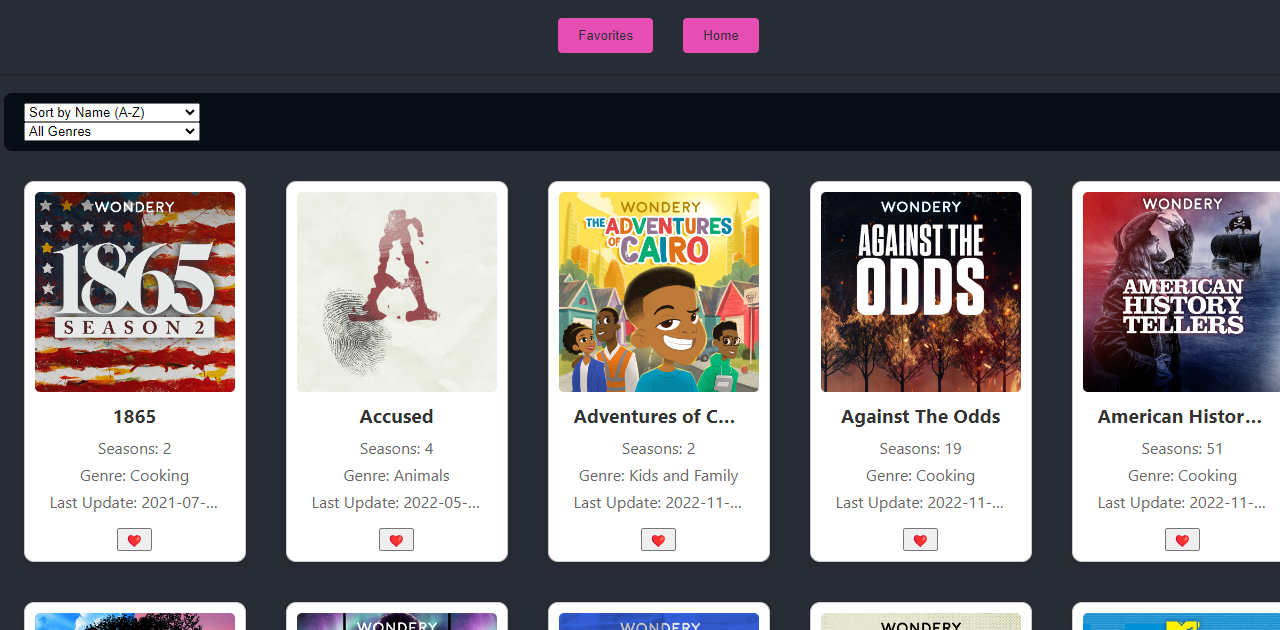 Favorites
Home
Sort by Name (A-Z)
All Genres
WONDERY
1865
SEASON 2
1865
Seasons: 2
Genre: Cooking
Last Update: 2021-07-...
A
Accused
Seasons: 4
Genre: Animals
Last Update: 2022-05-...
WONDERY
THE ADVENTURES
OF CAIRO
Adventures of C...
Seasons: 2
Genre: Kids and Family
Last Update: 2022-11-...
WONDERY
AGAINST THE
ODDS
Against The Odds
Seasons: 19
Genre: Cooking
Last Update: 2022-11-...
WONDERY
AMERICAN
HISTORY
TELLERS
American Histor...
Seasons: 51
Genre: Cooking
Last Update: 2022-11-...
WONDERY
WONDERY
WONDERY